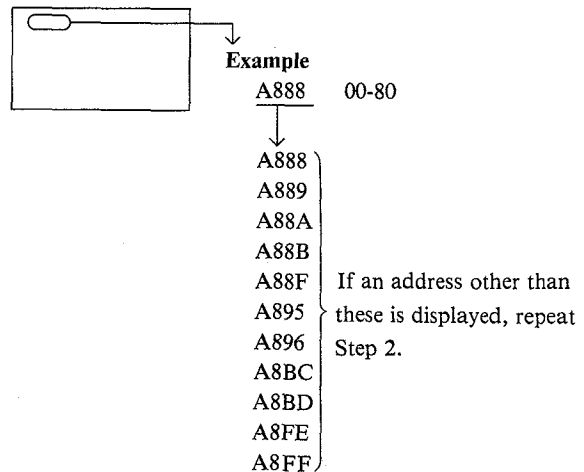 Example
A888 00-80
A888
A889
A88A
A88B
A88F
A895
A896
A8BC
A8BD
A8FE
A8FF
If an address other than
these is displayed, repeat
Step 2.